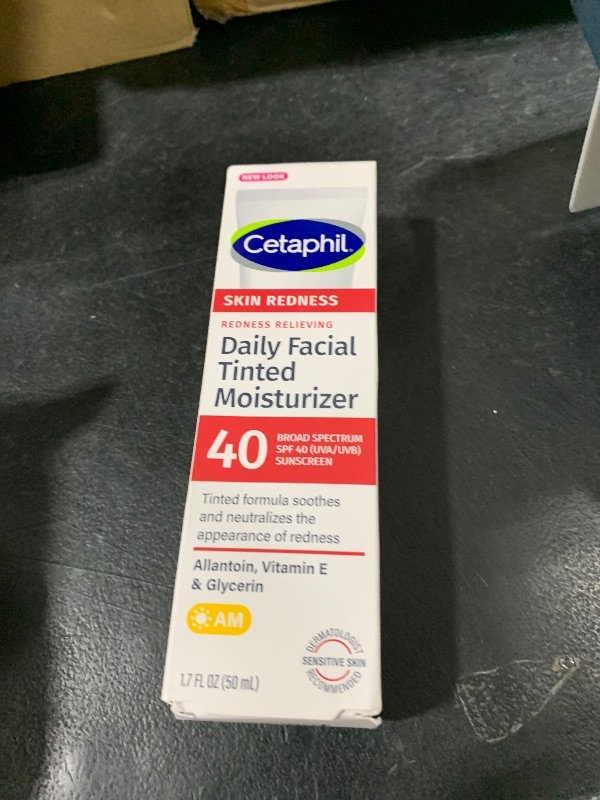 NEW LOOK
Cetaphil®
SKIN REDNESS
REDNESS RELIEVING
Daily Facial
Tinted
Moisturizer
40
BROAD SPECTRUM
SPF 40 (UVA/UVB)
SUNSCREEN
Tinted formula soothes
and neutralizes the
appearance of redness
Allantoin, Vitamin E
& Glycerin
AM
DERMATOLOGIST
SENSITIVE SKIN
RECOMMENDED
1.7 FL OZ (50 mL)